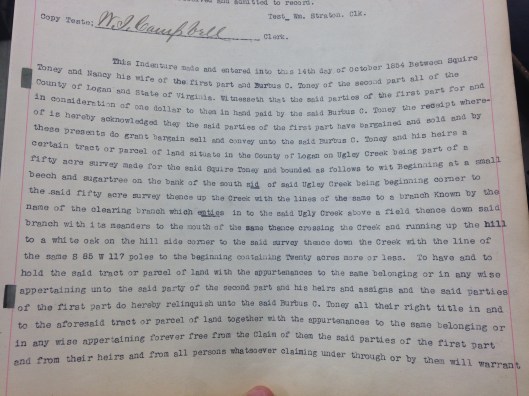 served and admitted to record.
Test_ Wm. Straton. Clk.
Copy Teste: W.I. Campbell Clerk.
This Indenture made and entered into this 14th day of October 1854 Between Squire
Toney and Nancy his wife of the first part and Burbus C. Toney of the second part all of the
County of Logan and State of Virginia. Witnesseth that the said parties of the first part for and
in consideration of one dollar to them in hand paid by the said Burbus C. Toney the receipt where-
of is hereby acknowledged they the said parties of the first part have bargained and sold and by
these presents do grant bargain sell and convey unto the said Burbus C. Toney and his heirs a
certain tract or parcel of land situate in the County of Logan on Ugley Creek being part of a
fifty acre survey made for the said Squire Toney and bounded as follows to wit Beginning at a small
beech and sugartree on the bank of the south sid of said Ugley Creek being beginning corner to
the said fifty acre survey thence up the Creek with the lines of the same to a branch Known by the
name of the clearing branch which enties in to the said Ugly Creek above a field thence down said
branch with its meanders to the mouth of the same thence crossing the Creek and running up the hill
to a white oak on the hill side corner to the said survey thence down the Creek with the line of
the same S 85 W 117 poles to the beginning containing Twenty acres more or less. To have and to
hold the said tract or parcel of land with the appurtenances to the same belonging or in any wise
appertaining unto the said party of the second part and his heirs and assigns and the said parties
of the first part do hereby relinquish unto the said Burbus C. Toney all their right title in and
to the aforesaid tract or parcel of land together with the appurtenances to the same belonging or
in any wise appertaining forever free from the Claim of them the said parties of the first part
and from their heirs and from all persons whatsoever claiming under through or by them will warrant